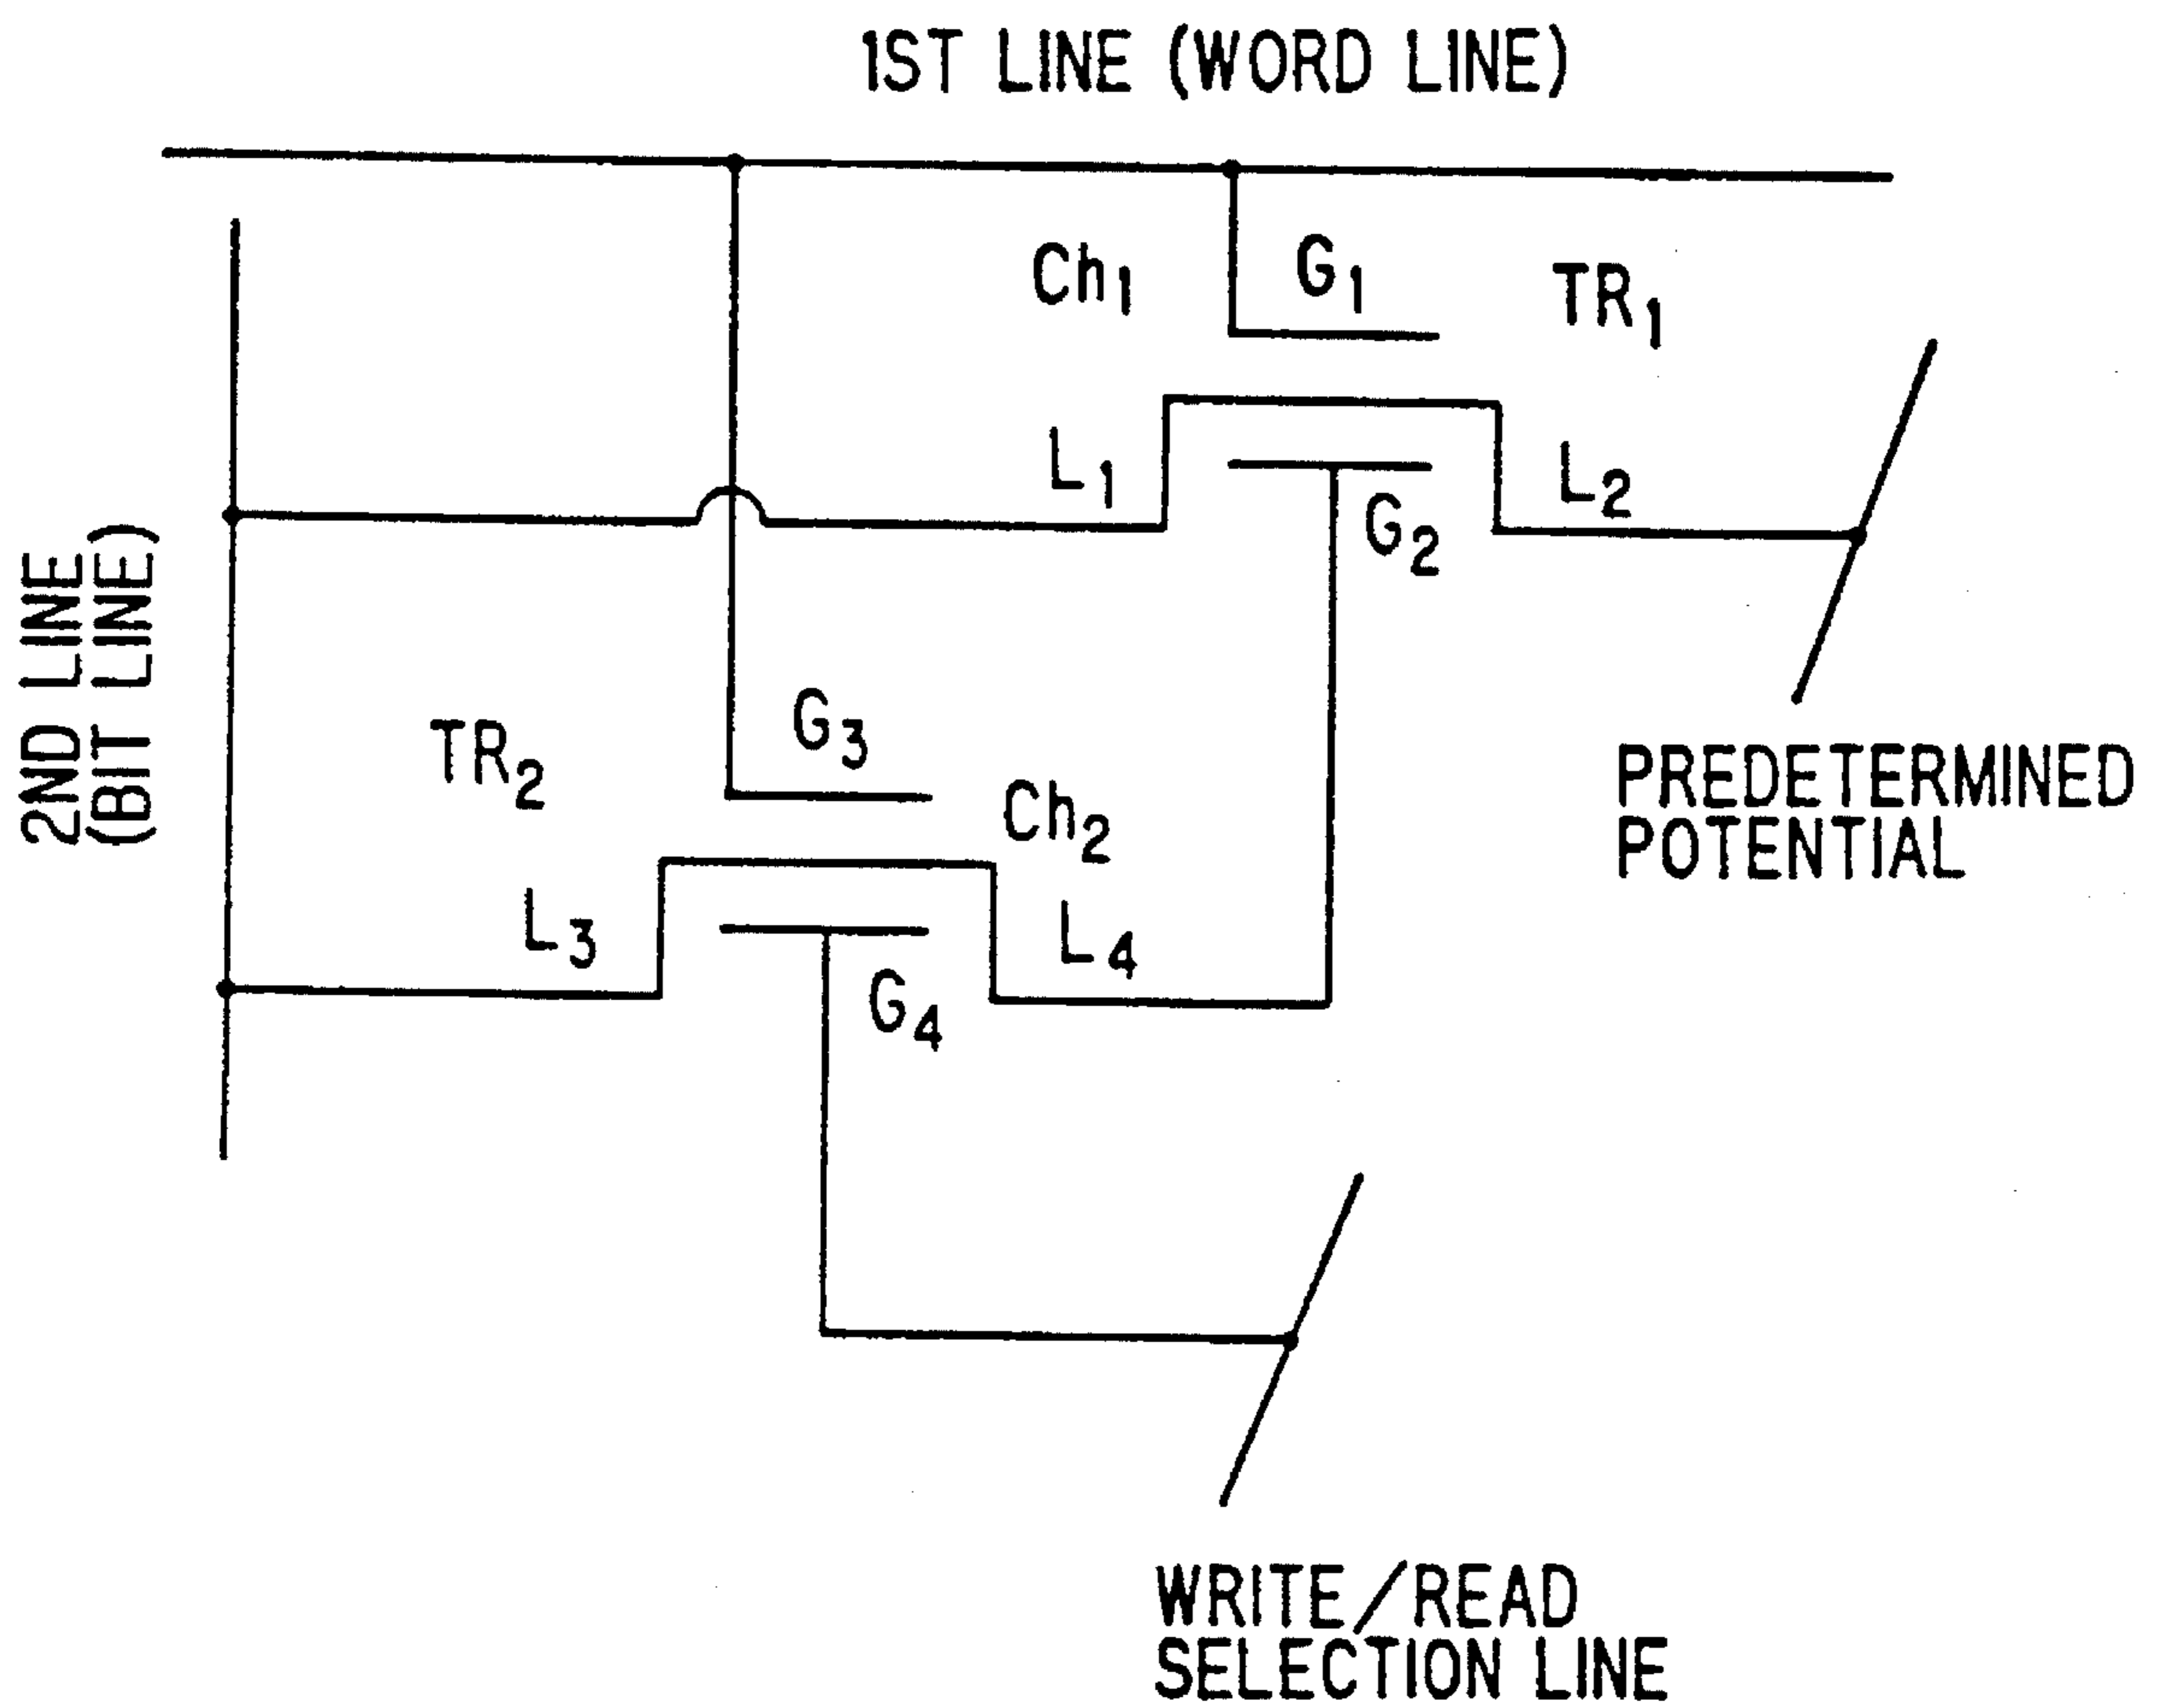 1ST LINE (WORD LINE)
Ch1
G1
TR1
L1
L2
G2
2ND LINE
(BIT LINE)
TR2
G3
Ch2
PREDETERMINED
POTENTIAL
L3
L4
G4
WRITE/READ
SELECTION LINE